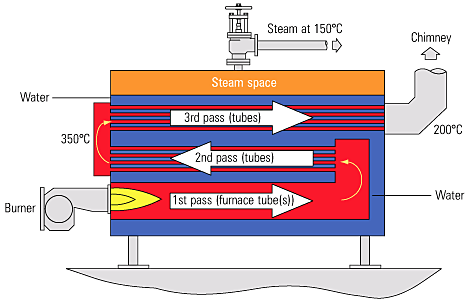 Steam at 150°C
Chimney
Steam space
Water
3rd pass (tubes)
350°C
200°C
2nd pass (tubes)
Water
1st pass (furnace tube(s))
Burner